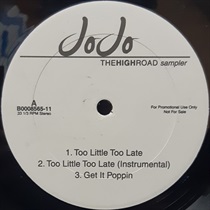 JoJo
THEHIGHROAD sampler
A
B0008565-11
33 1/3 RPM Stereo
For Promotional Use Only
Not For Sale
1. Too Little Too Late
2. Too Little Too Late (Instrumental)
3. Get It Poppin